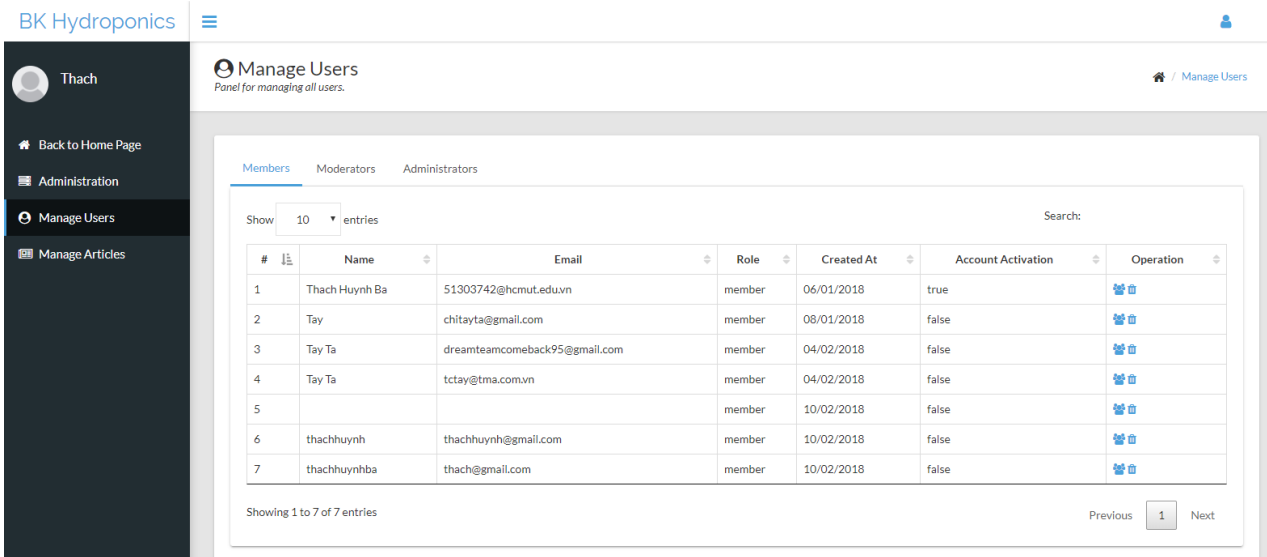 BK Hydroponics
Thach
Back to Home Page
Administration
Manage Users
Manage Articles
Manage Users
Panel for managing all users.
/ Manage Users
Members Moderators Administrators
Show 10 entries Search:
# Name Email Role Created At Account Activation Operation
1 Thach Huynh Ba 51303742@hcmut.edu.vn member 06/01/2018 true
2 Tay chitayta@gmail.com member 08/01/2018 false
3 Tay Ta dreamteamcomeback95@gmail.com member 04/02/2018 false
4 Tay Ta tctay@tma.com.vn member 04/02/2018 false
5 member 10/02/2018 false
6 thachhuynh thachhuynh@gmail.com member 10/02/2018 false
7 thachhuynhba thach@gmail.com member 10/02/2018 false
Showing 1 to 7 of 7 entries Previous 1 Next